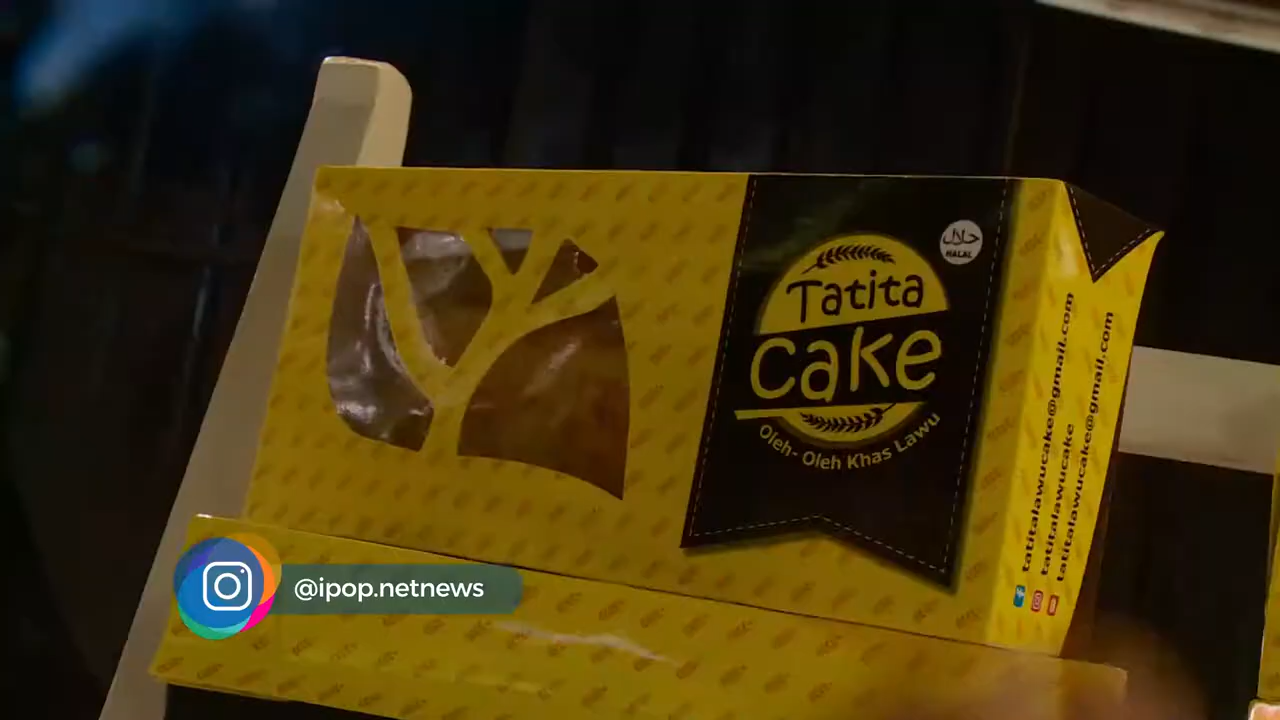 حلال
HALAL
Tatita
Cake
Oleh-Oleh Khas Lawu
tatitalawucake@gmail.com
tatitalawucake
tatitalawucake@gmail.com
@ipop.netnews